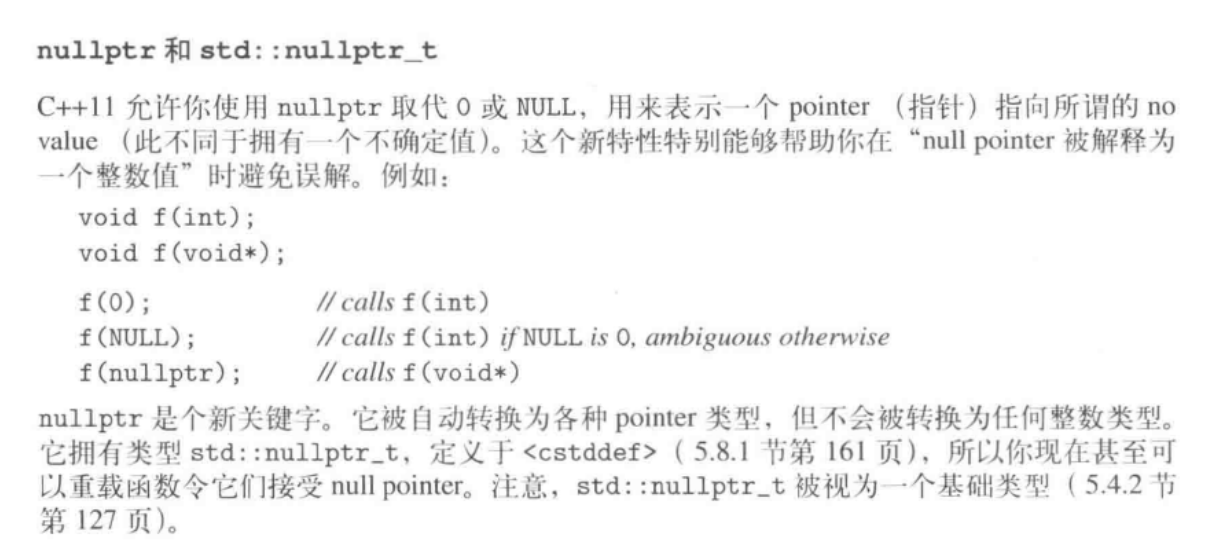 nullptr 和 std::nullptr_t
C++11 允许你使用 nullptr 取代 0 或 NULL，用来表示一个 pointer （指针）指向所谓的 no
value （此不同于拥有一个不确定值）。这个新特性特别能够帮助你在“null pointer 被解释为
一个整数值”时避免误解。例如：
void f(int);
void f(void*);
f(0); // calls f(int)
f(NULL); // calls f(int) if NULL is 0, ambiguous otherwise
f(nullptr); // calls f(void*)
nullptr 是个新关键字。它被自动转换为各种 pointer 类型，但不会被转换为任何整数类型。
它拥有类型 std::nullptr_t，定义于 <cstddef>（ 5.8.1 节第 161 页），所以你现在甚至可
以重载函数令它们接受 null pointer。注意，std::nullptr_t 被视为一个基础类型（ 5.4.2 节
第 127 页）。